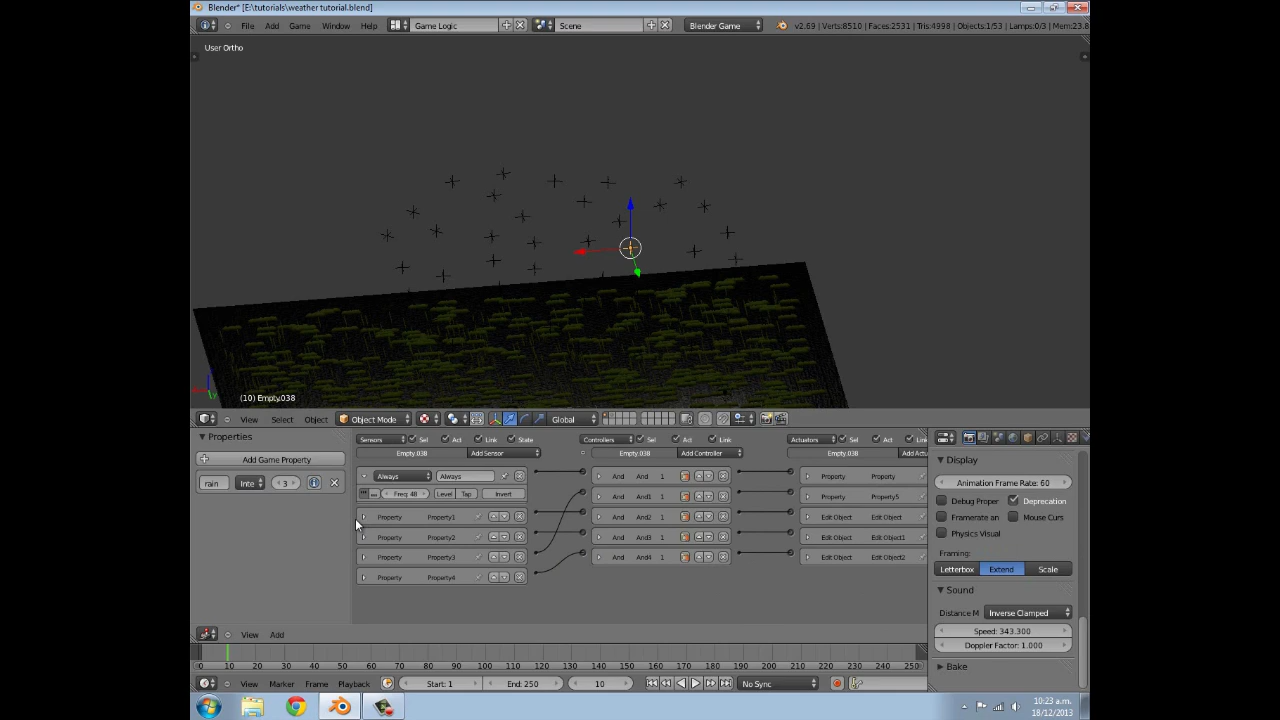 Blender* [E:\tutorials\weather tutorial.blend]
File Add Game Window Help Game Logic Scene Blender Game v2.69 | Verts:8510 | Faces:2531 | Tris:4998 | Objects:1/53 | Lamps:0/3 | Mem:23.8
User Ortho
(10) Empty.038
View Select Object Object Mode Global
Properties
Add Game Property
rain Inte 3
Sensors Sel Act Link State
Empty.038 Add Sensor
Always Always
Freq: 48 Level Tap Invert
Property Property1
Property Property2
Property Property3
Property Property4
Controllers Sel Act Link
Empty.038 Add Controller
And And 1
And And1 1
And And2 1
And And3 1
And And4 1
Actuators Sel Act Link
Empty.038
Property Property
Property Property5
Edit Object Edit Object
Edit Object Edit Object1
Edit Object Edit Object2
Display
Animation Frame Rate: 60
Debug Proper Deprecation
Framerate an Mouse Curs
Physics Visual
Framing:
Letterbox Extend Scale
Sound
Distance M Inverse Clamped
Speed: 343.300
Doppler Factor: 1.000
Bake
View Add
0 10 20 30 40 50 60 70 80 90 100 110 120 130 140 150 160 170 180 190 200 210 220 230 240 250
View Marker Frame Playback Start: 1 End: 250 10 No Sync
10:23 a.m.
18/12/2013